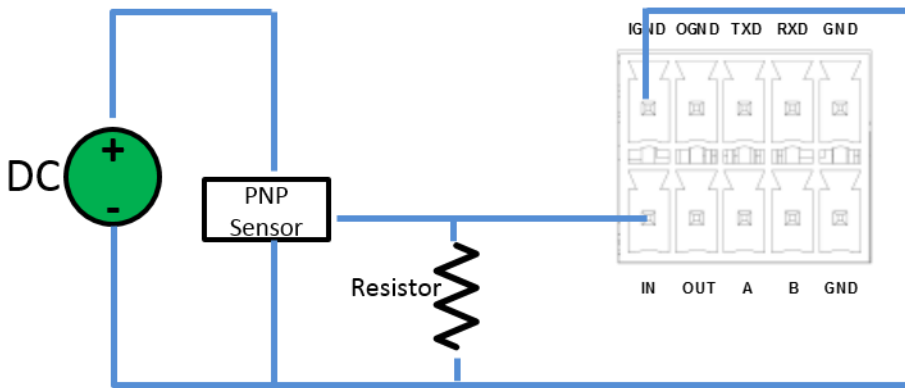 IGND OGND TXD RXD GND
DC
+
-
PNP
Sensor
Resistor
IN OUT A B GND